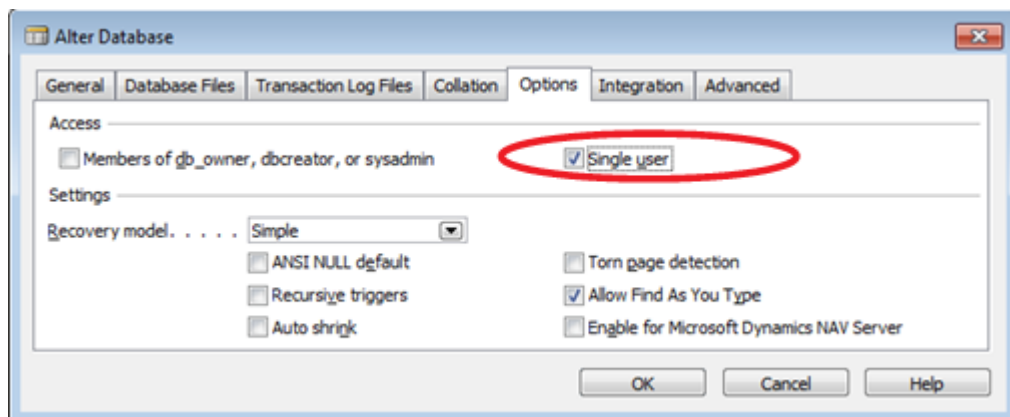 Alter Database
General Database Files Transaction Log Files Collation Options Integration Advanced
Access
Members of db_owner, dbcreator, or sysadmin Single user
Settings
Recovery model. . . . . Simple
ANSI NULL default Torn page detection
Recursive triggers Allow Find As You Type
Auto shrink Enable for Microsoft Dynamics NAV Server
OK Cancel Help